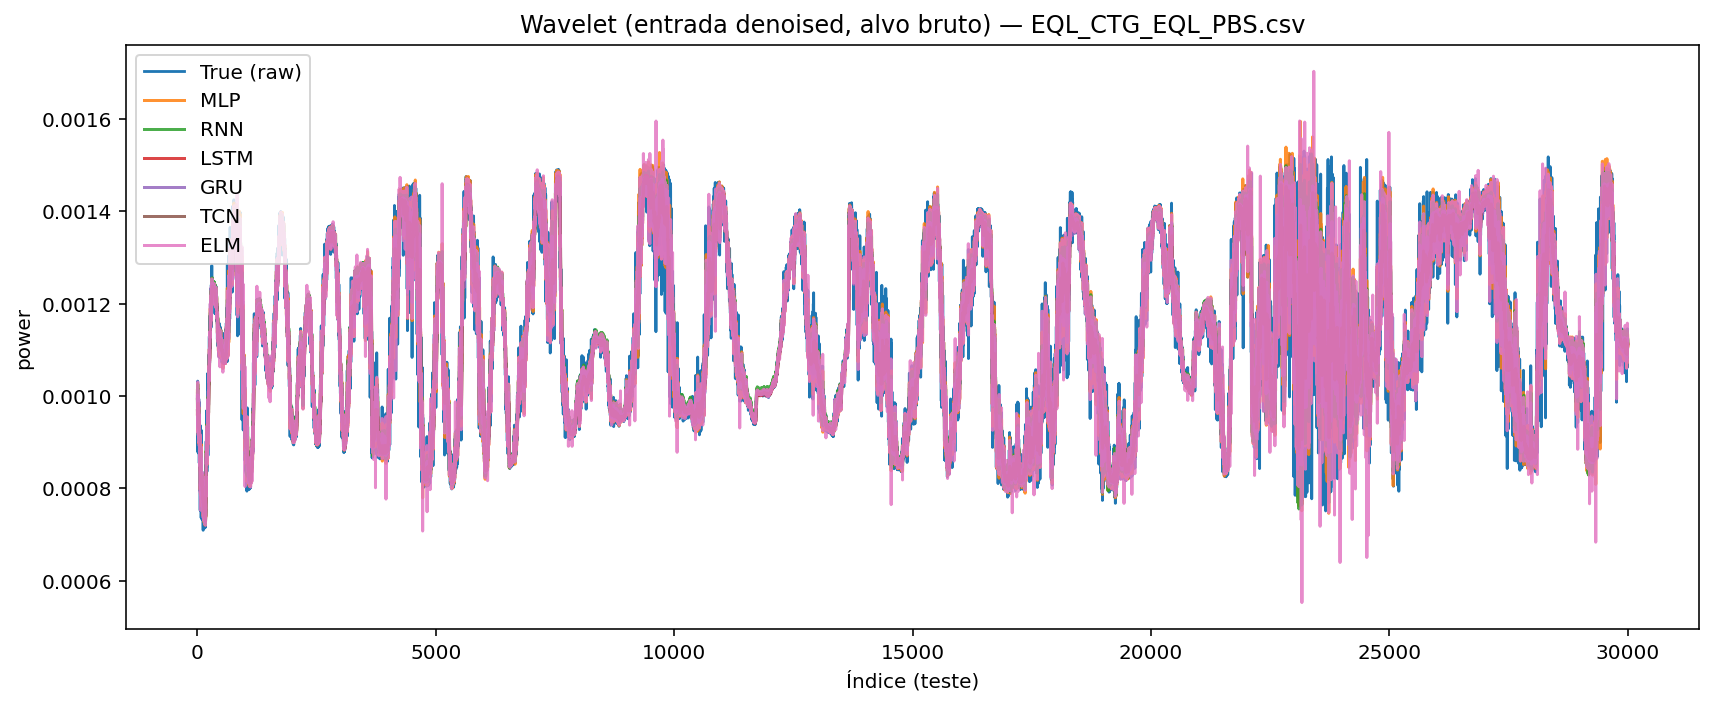 Wavelet (entrada denoised, alvo bruto) — EQL_CTG_EQL_PBS.csv
True (raw)
MLP
RNN
LSTM
GRU
TCN
ELM
power
0.0016
0.0014
0.0012
0.0010
0.0008
0.0006
0 5000 10000 15000 20000 25000 30000
Índice (teste)